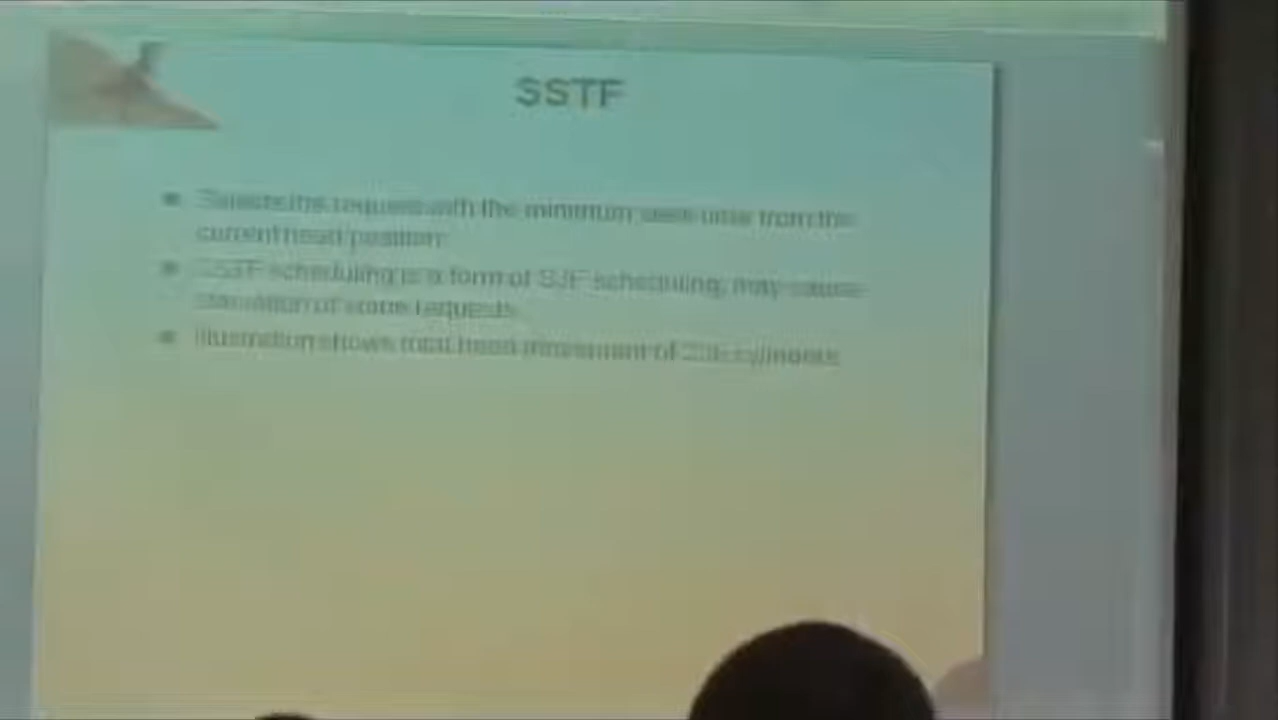 SSTF
Selects the request with the minimum seek time from the
current head position
SSTF scheduling is a form of SJF scheduling; may cause
starvation of some requests
Illustration shows total head movement of cylinders